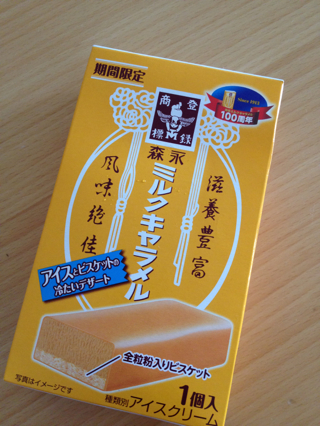 期間限定
商登
標録
Since 1913
100周年
森永
ミルクキャラメル
滋養豊富
風味絶佳
アイスとビスケットの
冷たいデザート
全粒粉入りビスケット
写真はイメージです
種類別 アイスクリーム
1個入